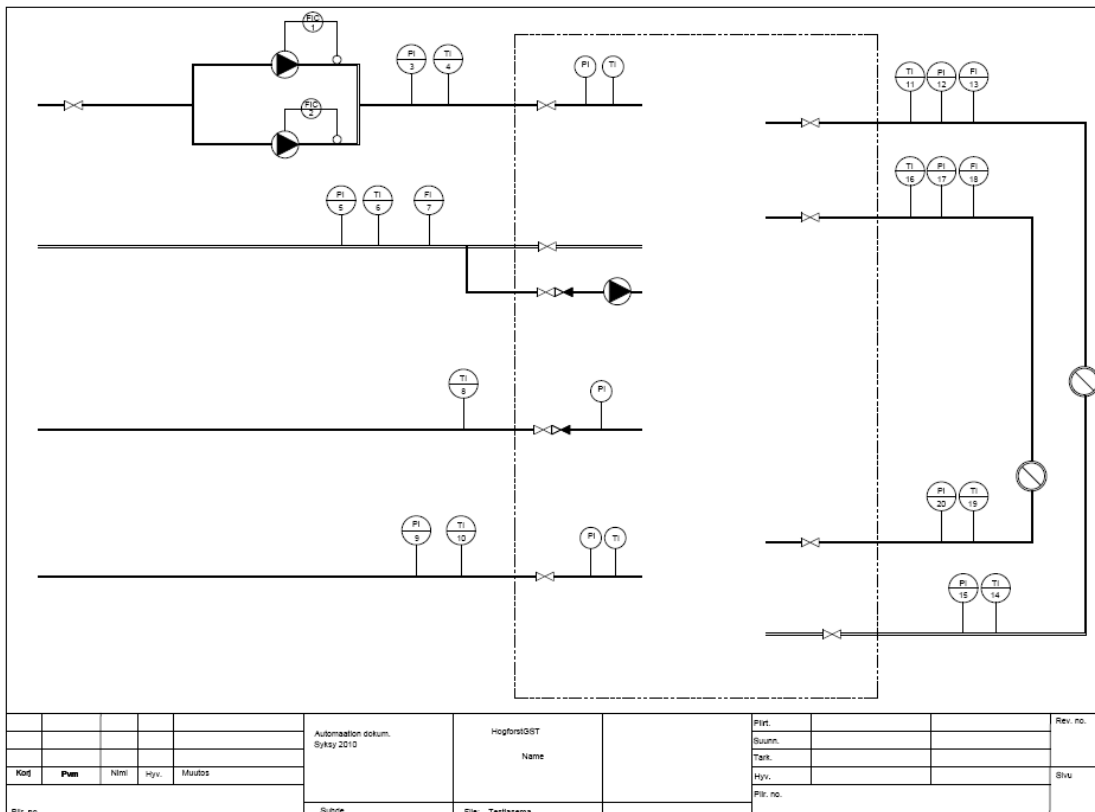 FIC
1
FIC
2
PI
3
TI
4
PI
TI
TI
11
PI
12
FI
13
PI
5
TI
6
FI
7
TI
16
PI
17
FI
18
TI
8
PI
PI
9
TI
10
PI
TI
PI
20
TI
19
PI
15
TI
14
Korj
Pvm
Nimi
Hyv.
Muutos
Piir. no.
Automaation dokum.
Syksy 2010
Suhde
HogforsGST
Name
File: Testiasema
Piirt.
Suunn.
Tark.
Hyv.
Piir. no.
Rev. no.
Sivu